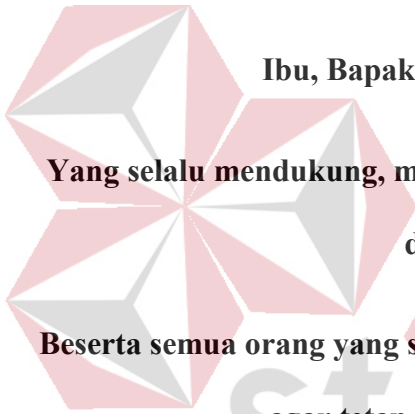 Ibu, Bapak
Yang selalu mendukung,
Beserta semua orang yang
agar tetap